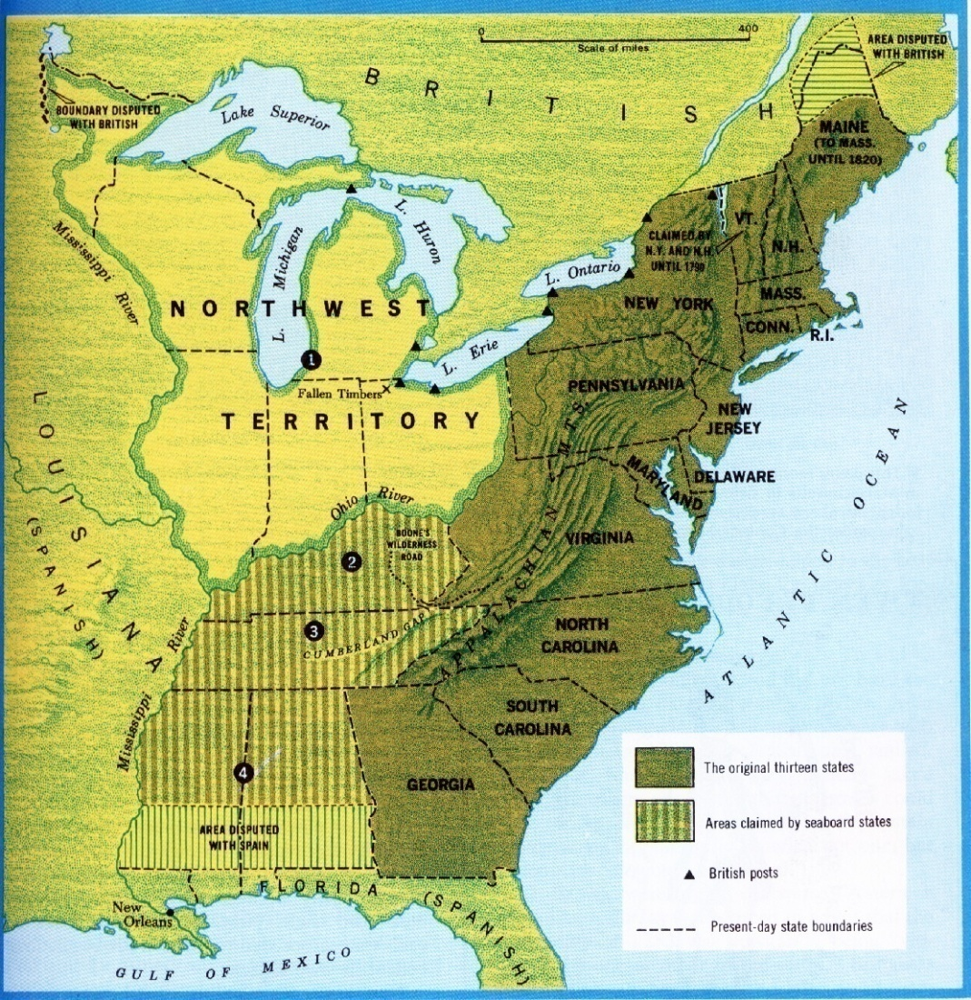 0
400
Scale of miles
AREA DISPUTED
WITH BRITISH
BRITISH
BOUNDARY DISPUTED
WITH BRITISH
Lake Superior
MAINE
(TO MASS.
UNTIL 1820)
L. Huron
L. Michigan
Mississippi River
VT.
CLAIMED BY
N.Y. AND N.H.
UNTIL 1790
N.H.
L. Ontario
NORTHWEST
NEW YORK
MASS.
CONN.
R.I.
L. Erie
1
Fallen Timbers
PENNSYLVANIA
TERRITORY
NEW
JERSEY
LOUISIANA
(SPANISH)
MARYLAND
DELAWARE
ATLANTIC OCEAN
Ohio River
BOONE'S
WILDERNESS
ROAD
VIRGINIA
2
APPALACHIAN MTS.
3
CUMBERLAND GAP
NORTH
CAROLINA
Mississippi River
SOUTH
CAROLINA
4
GEORGIA
AREA DISPUTED
WITH SPAIN
FLORIDA
(SPANISH)
New
Orleans
GULF OF MEXICO
The original thirteen states
Areas claimed by seaboard states
British posts
Present-day state boundaries